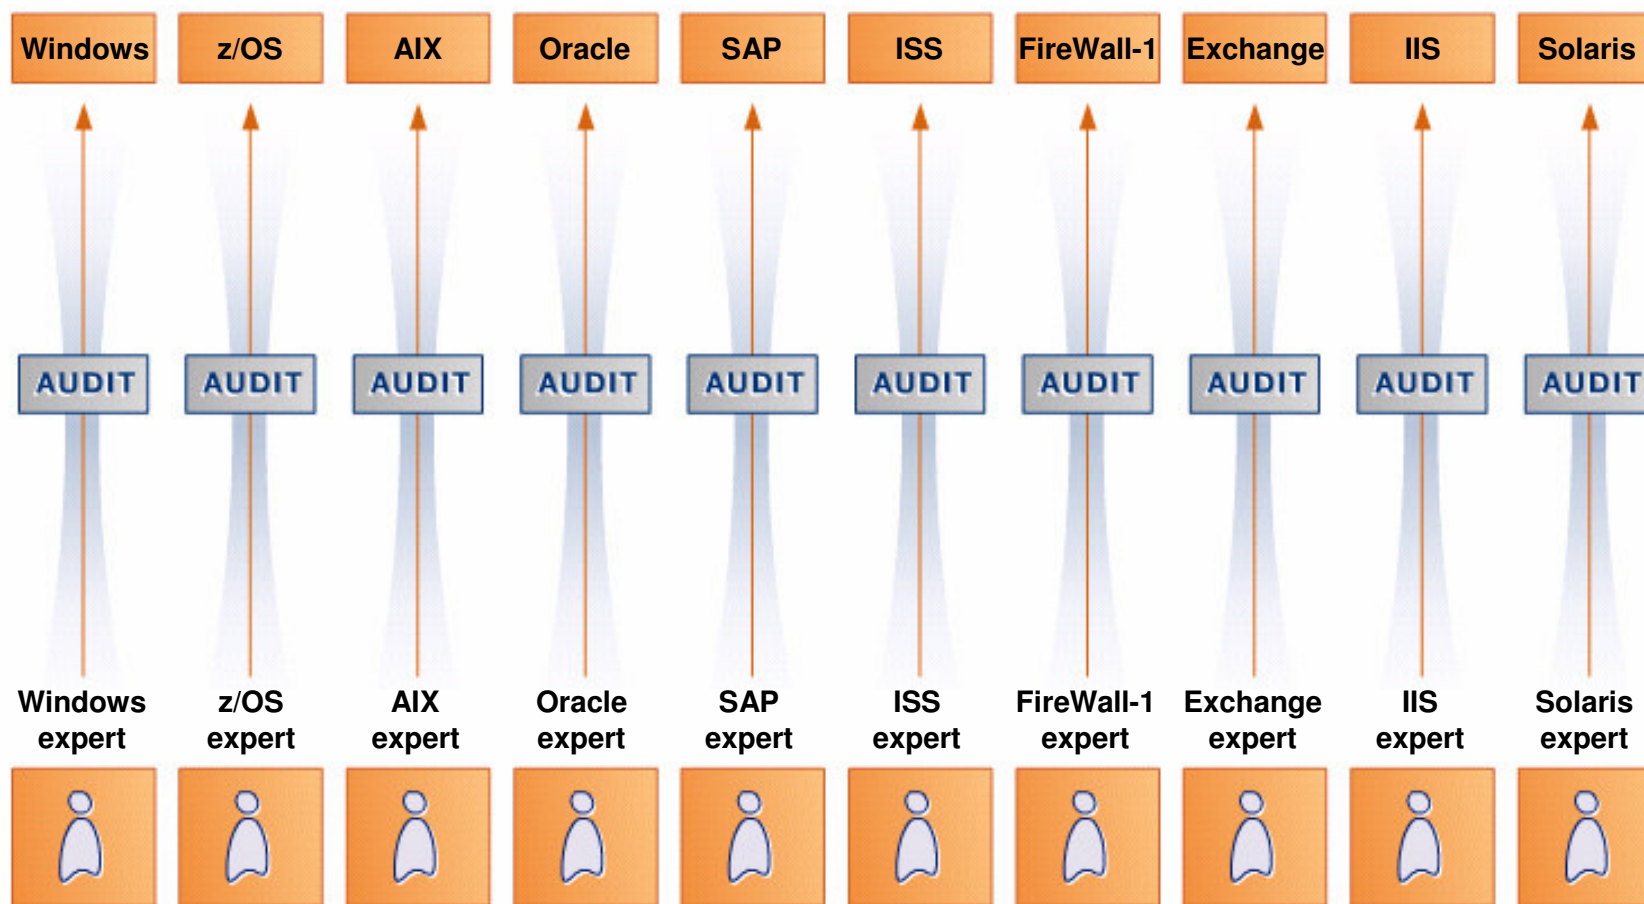 Windows z/OS AIX Oracle SAP ISS FireWall-1 Exchange IIS Solaris
AUDIT AUDIT AUDIT AUDIT AUDIT AUDIT AUDIT AUDIT AUDIT AUDIT
Windows z/OS AIX Oracle SAP ISS FireWall-1 Exchange IIS Solaris
expert expert expert expert expert expert expert expert expert expert